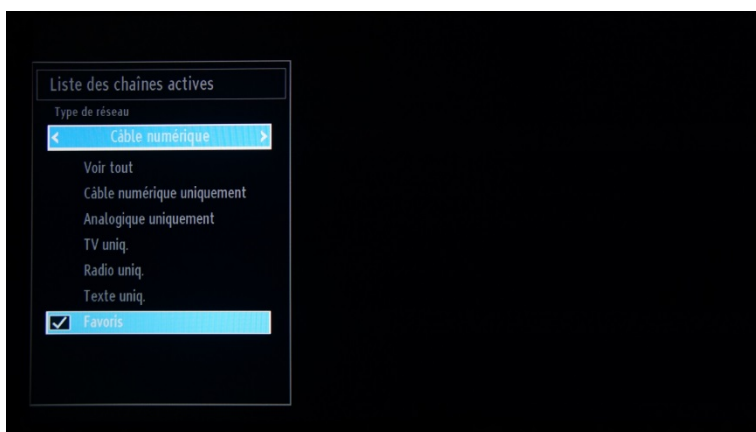 Liste des chaînes actives
Type de réseau
Câble numérique
Voir tout
Câble numérique uniquement
Analogique uniquement
TV uniq.
Radio uniq.
Texte uniq.
Favoris